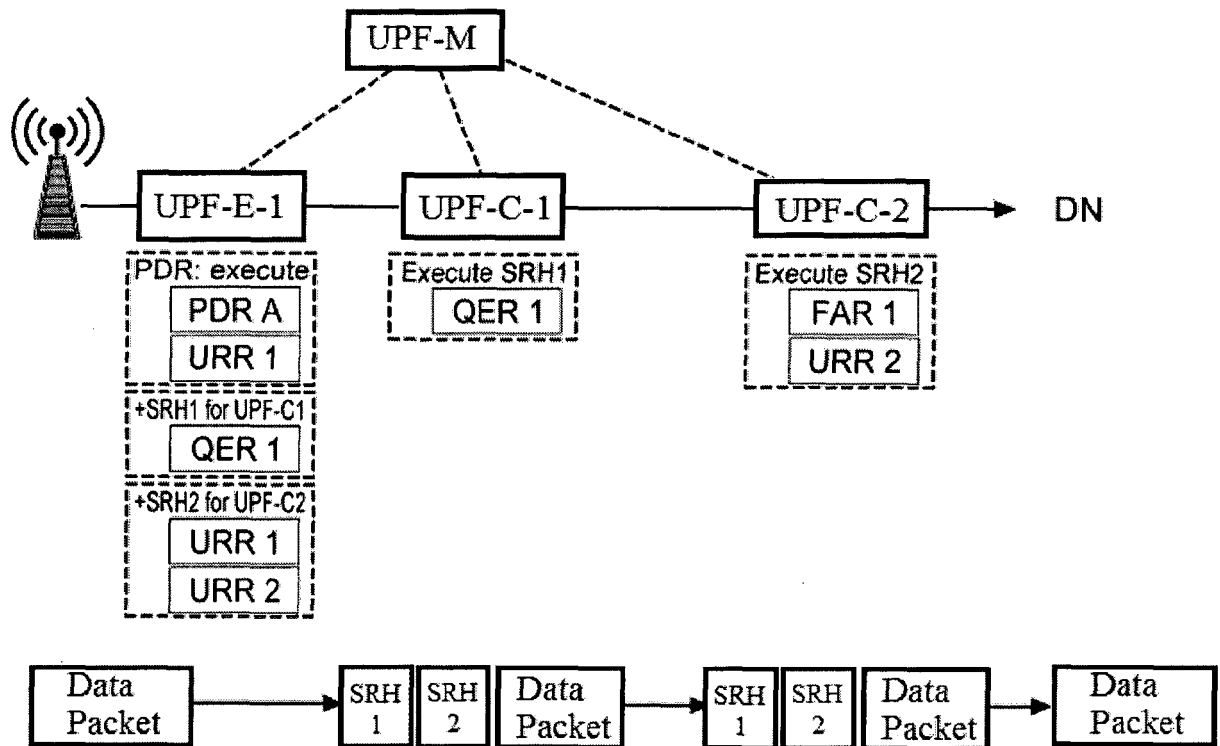 UPF-M
UPF-E-1
UPF-C-1
UPF-C-2
DN
PDR: execute
PDR A
URR 1
+SRH1 for UPF-C1
QER 1
+SRH2 for UPF-C2
URR 1
URR 2
Execute SRH1
QER 1
Execute SRH2
FAR 1
URR 2
Data
Packet
SRH
1
SRH
2
Data
Packet
SRH
1
SRH
2
Data
Packet
Data
Packet